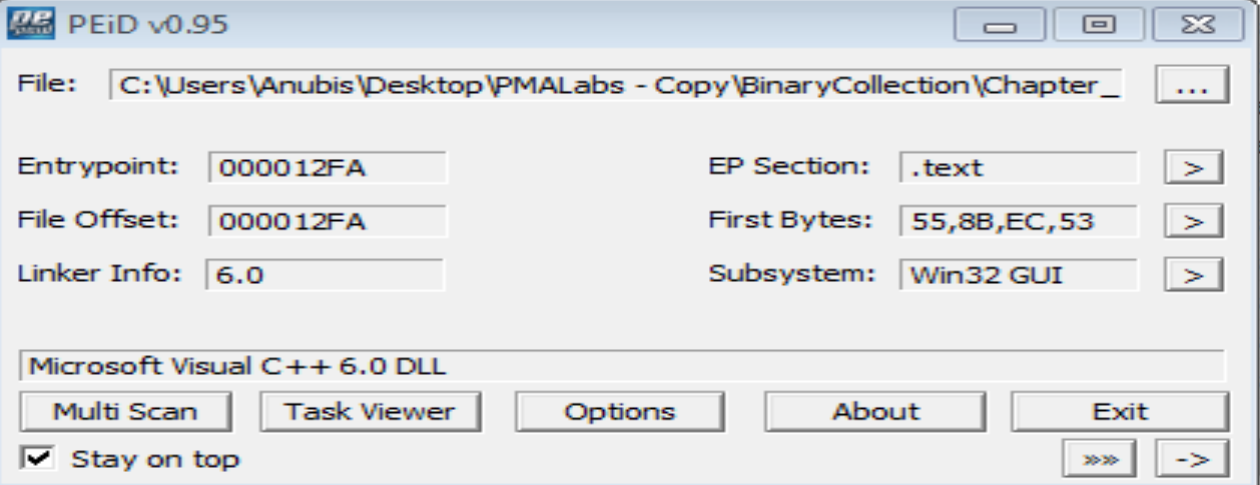 PEiD v0.95
File: C:\Users\Anubis\Desktop\PMALabs - Copy\BinaryCollection\Chapter_ ...
Entrypoint: 000012FA EP Section: .text >
File Offset: 000012FA First Bytes: 55,8B,EC,53 >
Linker Info: 6.0 Subsystem: Win32 GUI >
Microsoft Visual C++ 6.0 DLL
Multi Scan Task Viewer Options About Exit
Stay on top »» ->